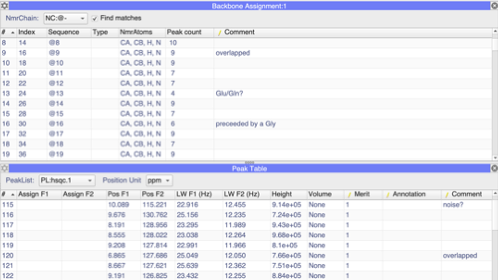 Backbone Assignment:1
NmrChain: NC:@- Find matches
# Index Sequence Type NmrAtoms Peak count Comment
8 14 @8 CA, CB, H, N 10
9 16 @9 CA, CB, H, N 9 overlapped
10 18 @10 CA, CB, H, N 9
11 20 @11 CA, CB, H, N 7
12 22 @12 CA, CB, H, N 7
13 24 @13 CA, CB, H, N 4 Glu/Gln?
14 26 @14 CA, CB, H, N 9
15 28 @15 CA, CB, H, N 7
16 30 @16 CA, CB, H, N 6 preceeded by a Gly
17 32 @17 CA, CB, H, N 9
18 34 @18 CA, CB, H, N 7
19 36 @19 CA, CB, H, N 9
Peak Table
PeakList: PL:hsqc.1 Position Unit: ppm
# Assign F1 Assign F2 Pos F1 Pos F2 LW F1 (Hz) LW F2 (Hz) Height Volume Merit Annotation Comment
115 10.089 115.221 22.916 12.455 9.14e+05 None 1 noise?
116 9.676 130.762 25.156 12.235 7.24e+05 None 1
117 8.191 128.956 23.295 11.989 9.43e+05 None 1
118 8.555 128.022 23.038 12.264 9.68e+05 None 1
119 9.208 127.814 22.991 11.966 8.1e+05 None 1
120 6.865 127.686 25.049 12.050 7.66e+05 None 1 overlapped
121 8.667 127.621 25.639 12.362 7.51e+05 None 1
122 9.191 126.825 23.432 12.255 8.84e+05 None 1